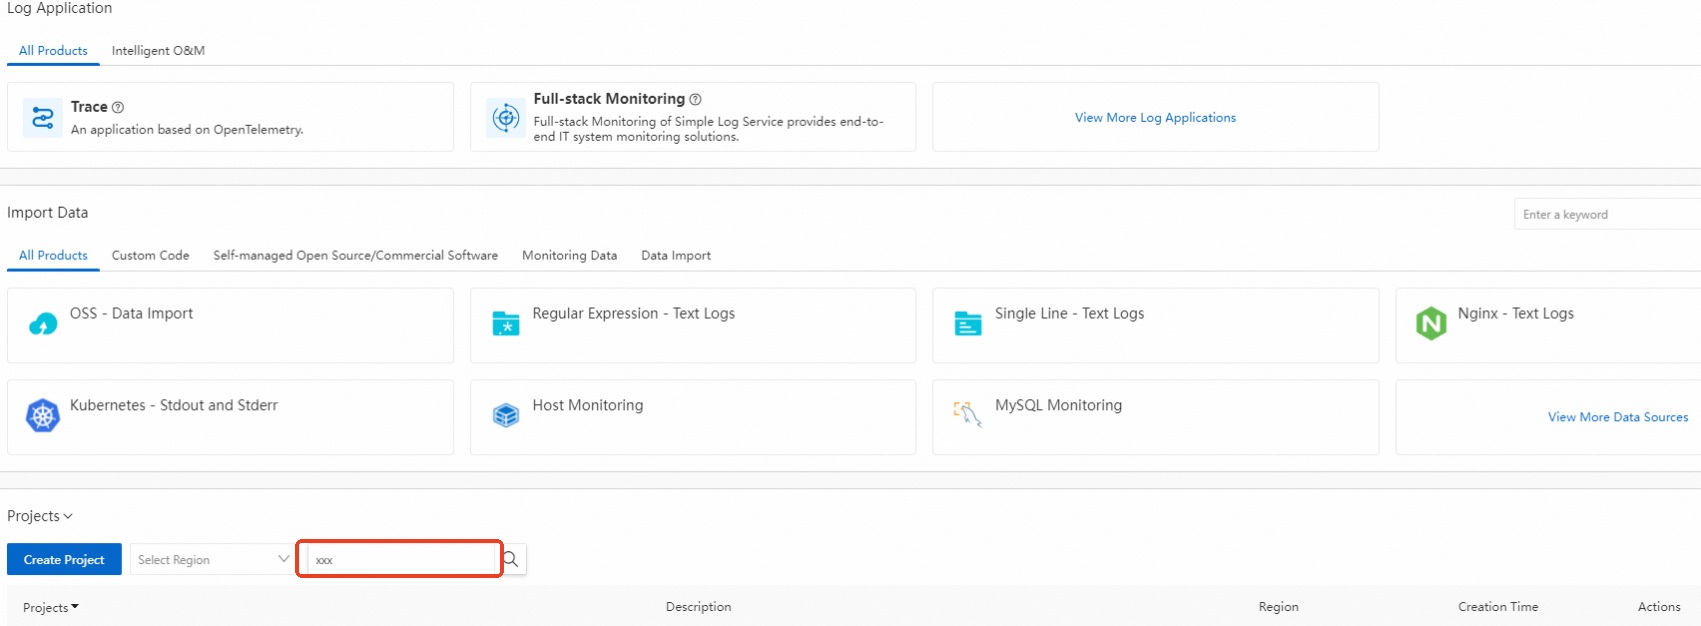 Log Application
All Products
Intelligent O&M
Trace
An application based on OpenTelemetry.
Full-stack Monitoring
Full-stack Monitoring of Simple Log Service provides end-to-
end IT system monitoring solutions.
View More Log Applications
Import Data
Enter a keyword
All Products
Custom Code
Self-managed Open Source/Commercial Software
Monitoring Data
Data Import
OSS - Data Import
Regular Expression - Text Logs
Single Line - Text Logs
Nginx - Text Logs
Kubernetes - Stdout and Stderr
Host Monitoring
MySQL Monitoring
View More Data Sources
Projects
Create Project
Select Region
xxx
Projects
Description
Region
Creation Time
Actions